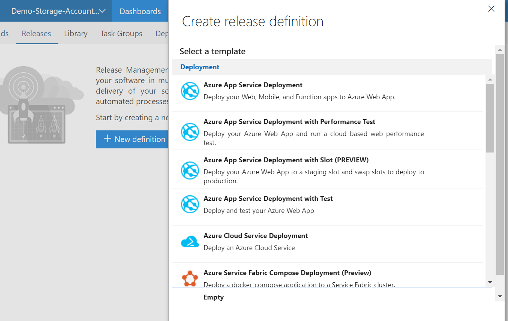 Demo-Storage-Account...
Dashboards
Create release definition
ds
Releases
Library
Task Groups
Dep
Select a template
Deployment
Release Managemen
your software in mu
delivery of your so
automated processes
Start by creating a ne
+ New definition
Azure App Service Deployment
Deploy your Web, Mobile, and Function apps to Azure Web App.
Azure App Service Deployment with Performance Test
Deploy your Azure Web App and run a cloud based web performance
test.
Azure App Service Deployment with Slot (PREVIEW)
Deploy your Azure Web App to a staging slot and swap slots to deploy to
production.
Azure App Service Deployment with Test
Deploy and test your Azure Web App
Azure Cloud Service Deployment
Deploy an Azure Cloud Service
Azure Service Fabric Compose Deployment (Preview)
Deploy a docker compose application to a Service Fabric cluster.
Empty